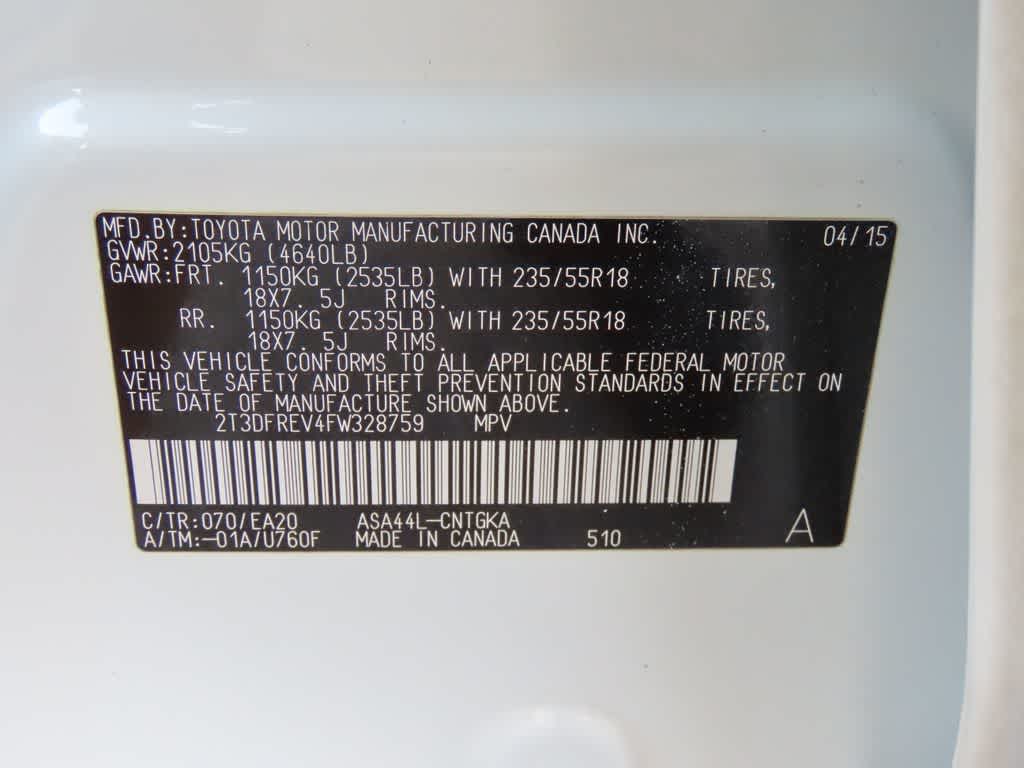 MFD.BY:TOYOTA MOTOR MANUFACTURING CANADA INC. 04/15
GVWR:2105KG (4640LB)
GAWR:FRT. 1150KG (2535LB) WITH 235/55R18 TIRES,
18X7. 5J RIMS.
RR. 1150KG (2535LB) WITH 235/55R18 TIRES,
18X7. 5J RIMS.
THIS VEHICLE CONFORMS TO ALL APPLICABLE FEDERAL MOTOR
VEHICLE SAFETY AND THEFT PREVENTION STANDARDS IN EFFECT ON
THE DATE OF MANUFACTURE SHOWN ABOVE.
2T3DFREV4FW328759 MPV
C/TR:070/EA20 ASA44L-CNTGKA
A/TM:-01A/U760F MADE IN CANADA 510 A